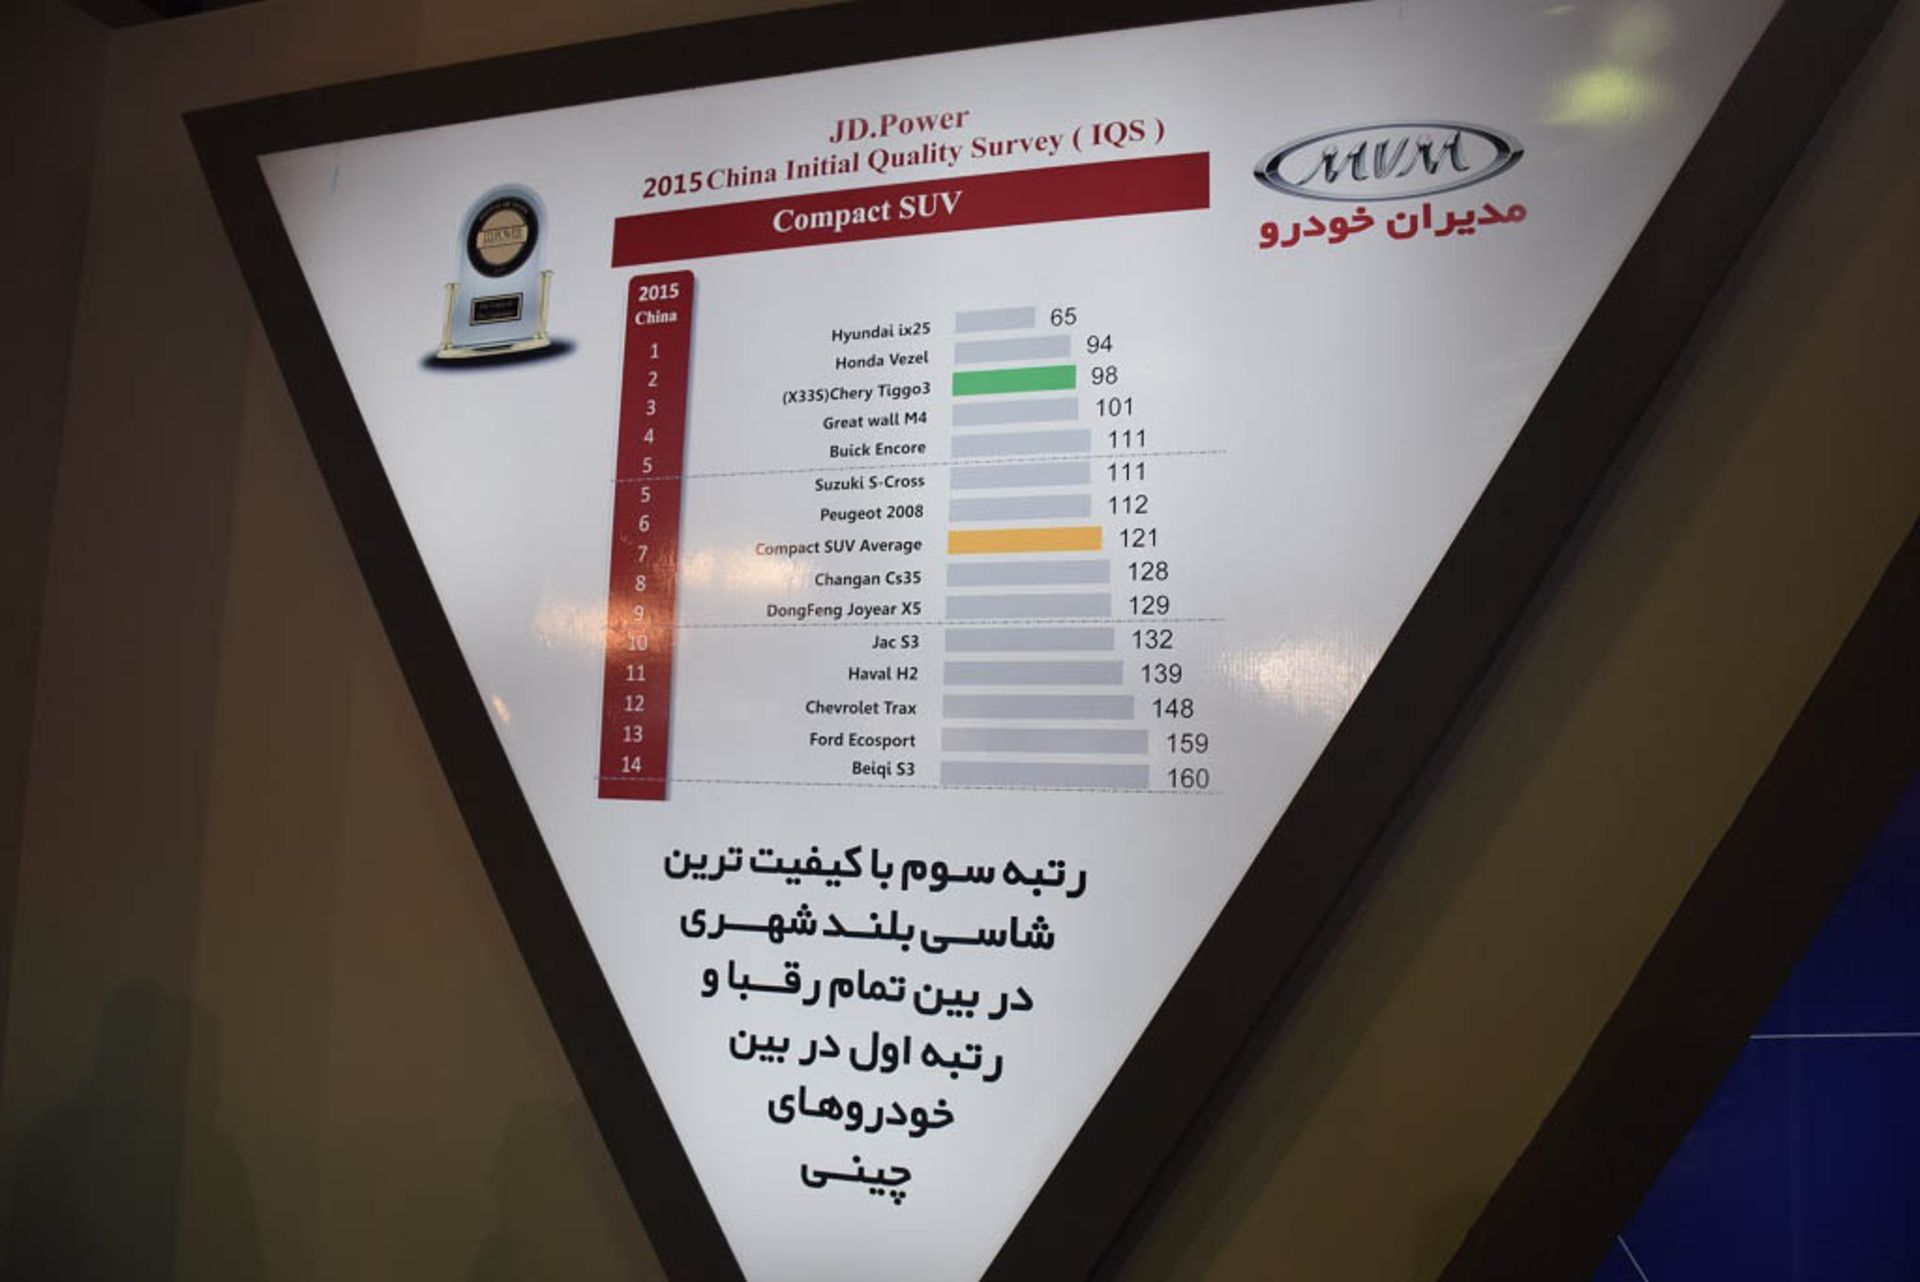 JD.Power
2015 China Initial Quality Survey ( IQS )
Compact SUV
MVM
مدیران خودرو
J.D.POWER
2015
China
1
2
3
4
5
5
6
7
8
9
10
11
12
13
14
Hyundai ix25 65
Honda Vezel 94
(X33S)Chery Tiggo3 98
Great wall M4 101
Buick Encore 111
Suzuki S-Cross 111
Peugeot 2008 112
Compact SUV Average 121
Changan Cs35 128
DongFeng Joyear X5 129
Jac S3 132
Haval H2 139
Chevrolet Trax 148
Ford Ecosport 159
Beiqi S3 160
رتبه سوم با کیفیت ترین
شاسی بلند شهری
در بین تمام رقبا و
رتبه اول در بین
خودروهای
چینی